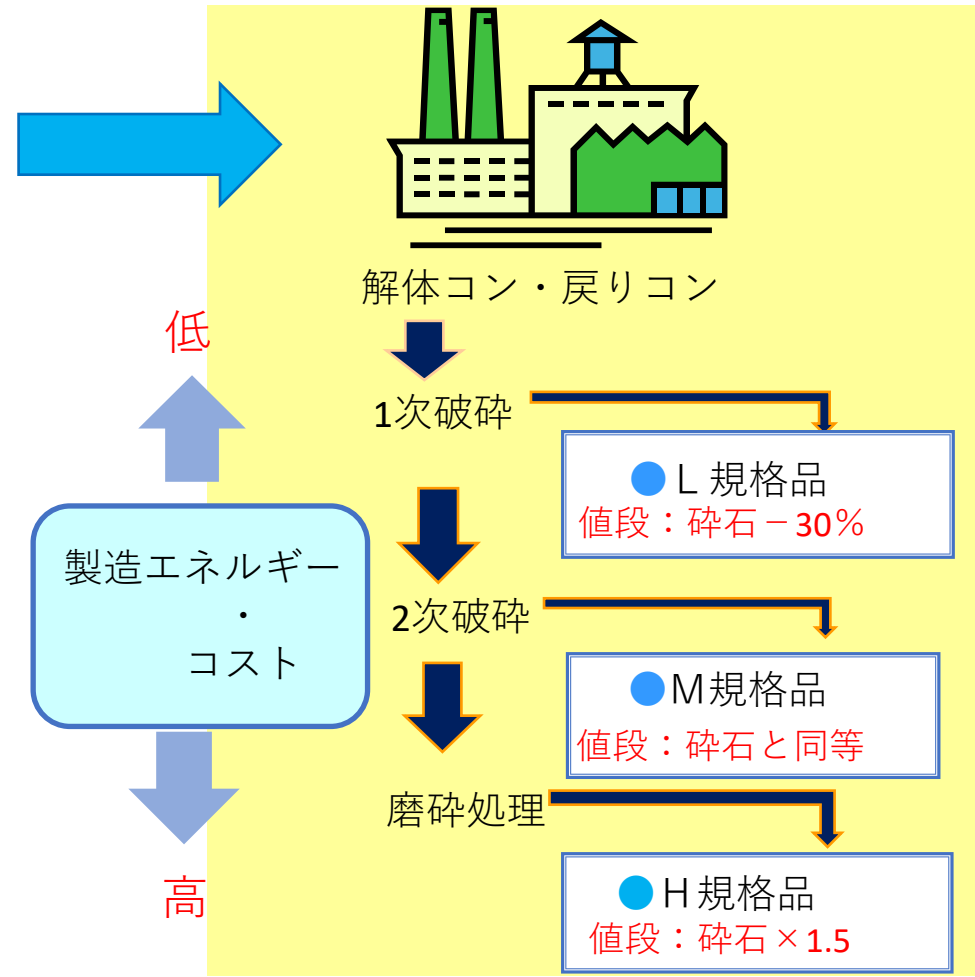 解体コン・戻りコン
低
1次破砕
●L規格品
値段：砕石－30％
製造エネルギー
・
コスト
2次破砕
●M規格品
値段：砕石と同等
磨砕処理
高
●H規格品
値段：砕石×1.5